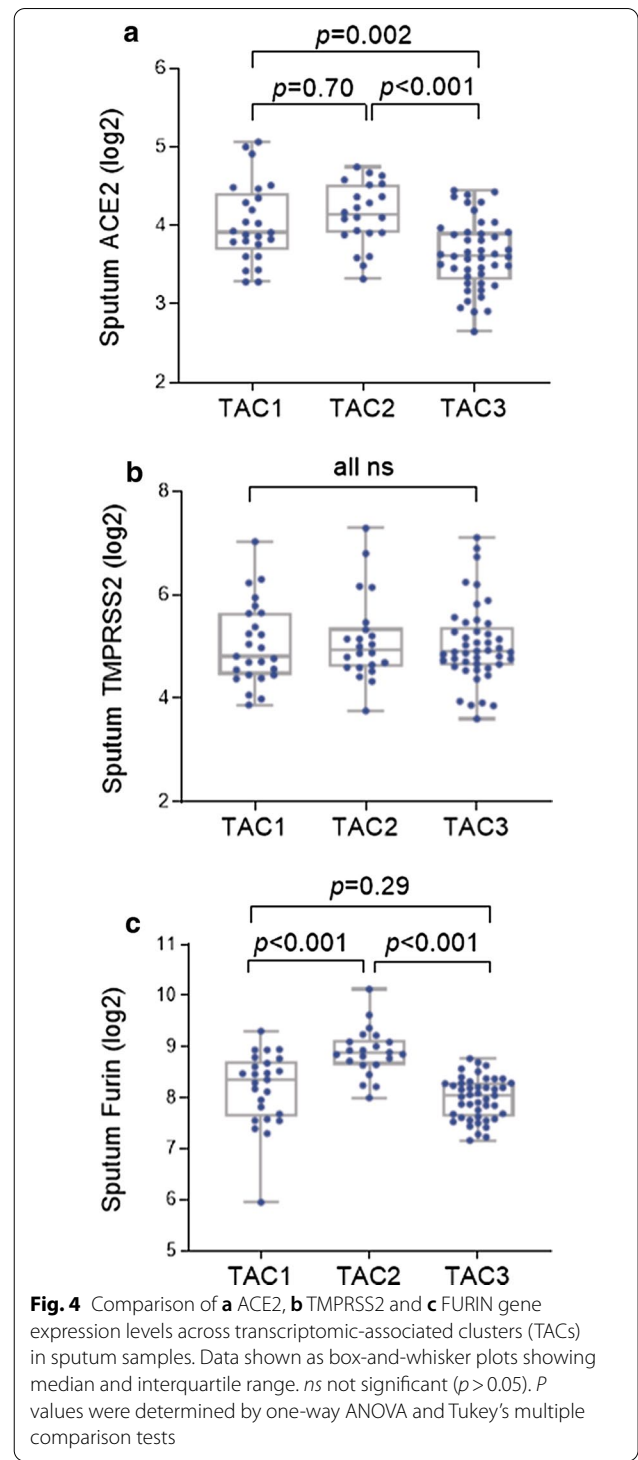 a
p=0.002
p=0.70 p<0.001
6
5
4
3
2
Sputum ACE2 (log2)
TAC1 TAC2 TAC3
b
all ns
8
6
4
2
Sputum TMPRSS2 (log2)
TAC1 TAC2 TAC3
p=0.29
c
p<0.001 p<0.001
11
10
9
8
7
6
5
Sputum Furin (log2)
TAC1 TAC2 TAC3
Fig. 4 Comparison of a ACE2, b TMPRSS2 and c FURIN gene
expression levels across transcriptomic-associated clusters (TACs)
in sputum samples. Data shown as box-and-whisker plots showing
median and interquartile range. ns not significant (p > 0.05). P
values were determined by one-way ANOVA and Tukey's multiple
comparison tests